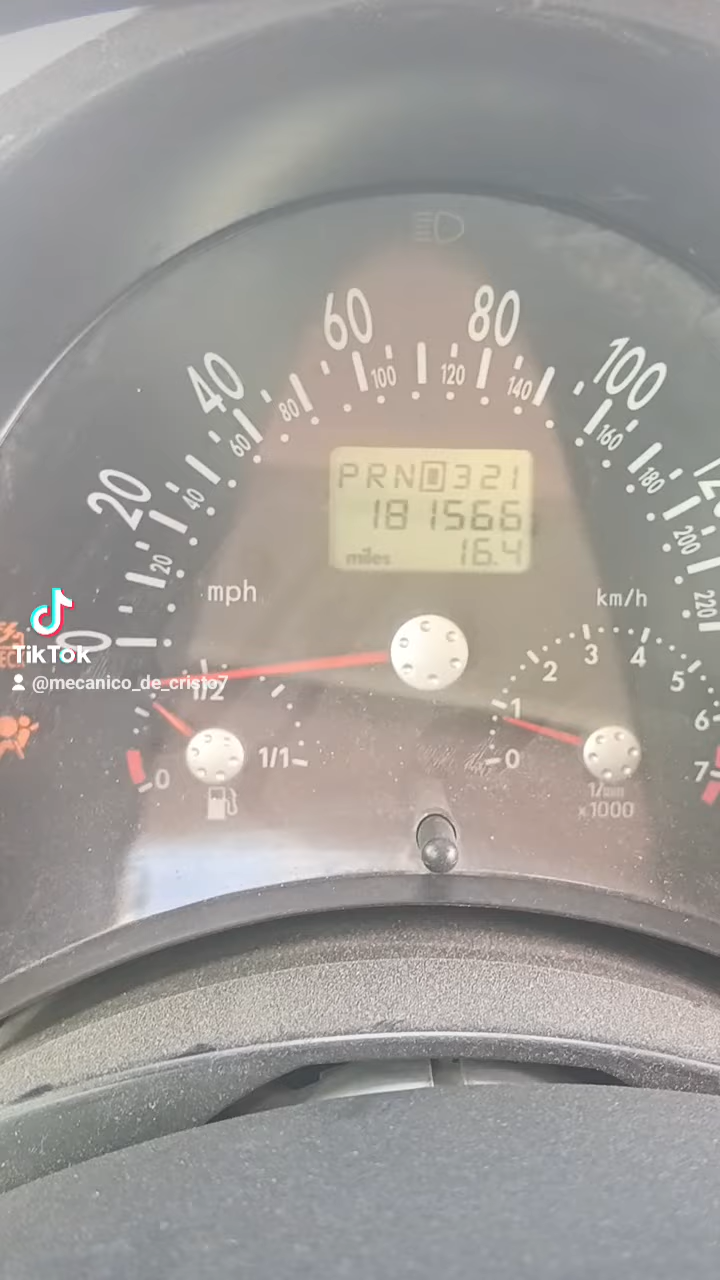 60 80
40 100
100 120
80 140
60 160
20 180
40 200
20 220
PRND321
181566
miles 16.4
mph km/h
0
TikTok
@mecanico_de_cristo7
1/2
0 1/1
0 1 2 3 4 5 6 7
1/min
x1000